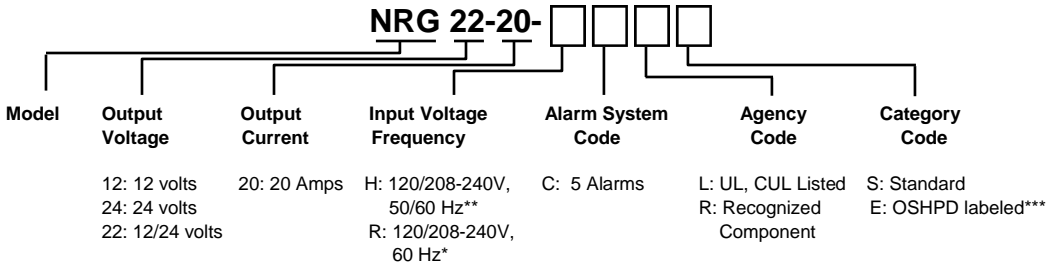 NRG 22-20-
Model
Output Voltage
Output Current
Input Voltage Frequency
Alarm System Code
Agency Code
Category Code
12: 12 volts
24: 24 volts
22: 12/24 volts
20: 20 Amps
H: 120/208-240V,
50/60 Hz**
R: 120/208-240V,
60 Hz*
C: 5 Alarms
L: UL, CUL Listed
R: Recognized
Component
S: Standard
E: OSHPD labeled***